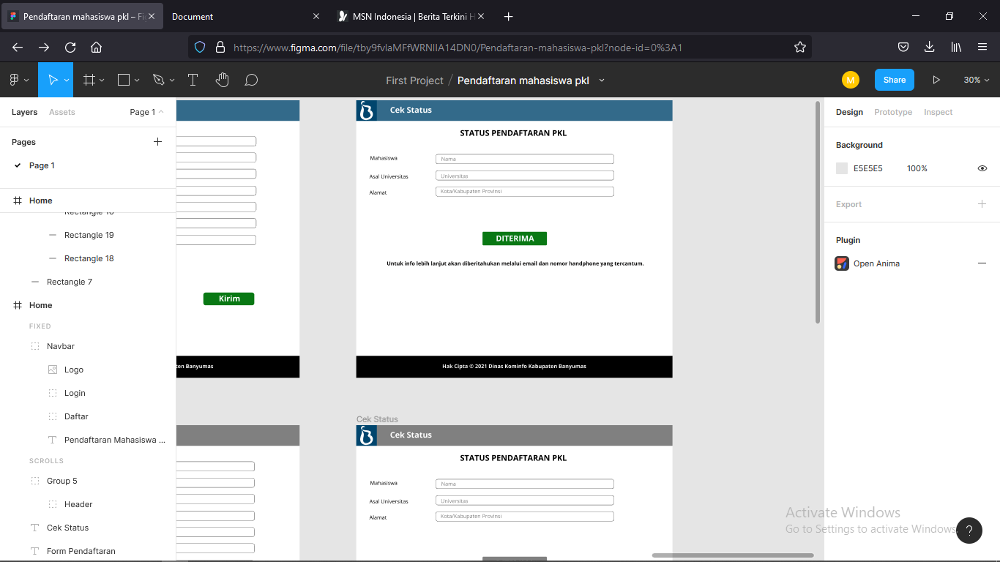 Pendaftaran mahasiswa pkl – Fi
Document
MSN Indonesia | Berita Terkini H
https://www.figma.com/file/tby9fvlaMFfWRNIIA14DN0/Pendaftaran-mahasiswa-pkl?node-id=0%3A1
First Project / Pendaftaran mahasiswa pkl
M
Share
30%
Layers
Assets
Page 1
Pages
Page 1
Home
Rectangle 19
Rectangle 18
Rectangle 7
Home
FIXED
Navbar
Logo
Login
Daftar
Pendaftaran Mahasiswa ...
SCROLLS
Group 5
Header
Cek Status
Form Pendaftaran
Kirim
ten Banyumas
Cek Status
STATUS PENDAFTARAN PKL
Mahasiswa
Nama
Asal Universitas
Universitas
Alamat
Kota/Kabupaten Provinsi
DITERIMA
Untuk info lebih lanjut akan diberitahukan melalui email dan nomor handphone yang tercantum.
Hak Cipta © 2021 Dinas Kominfo Kabupaten Banyumas
Cek Status
Cek Status
STATUS PENDAFTARAN PKL
Mahasiswa
Nama
Asal Universitas
Universitas
Alamat
Kota/Kabupaten Provinsi
Design
Prototype
Inspect
Background
E5E5E5
100%
Export
Plugin
Open Anima
Activate Windows
Go to Settings to activate Windows.
?